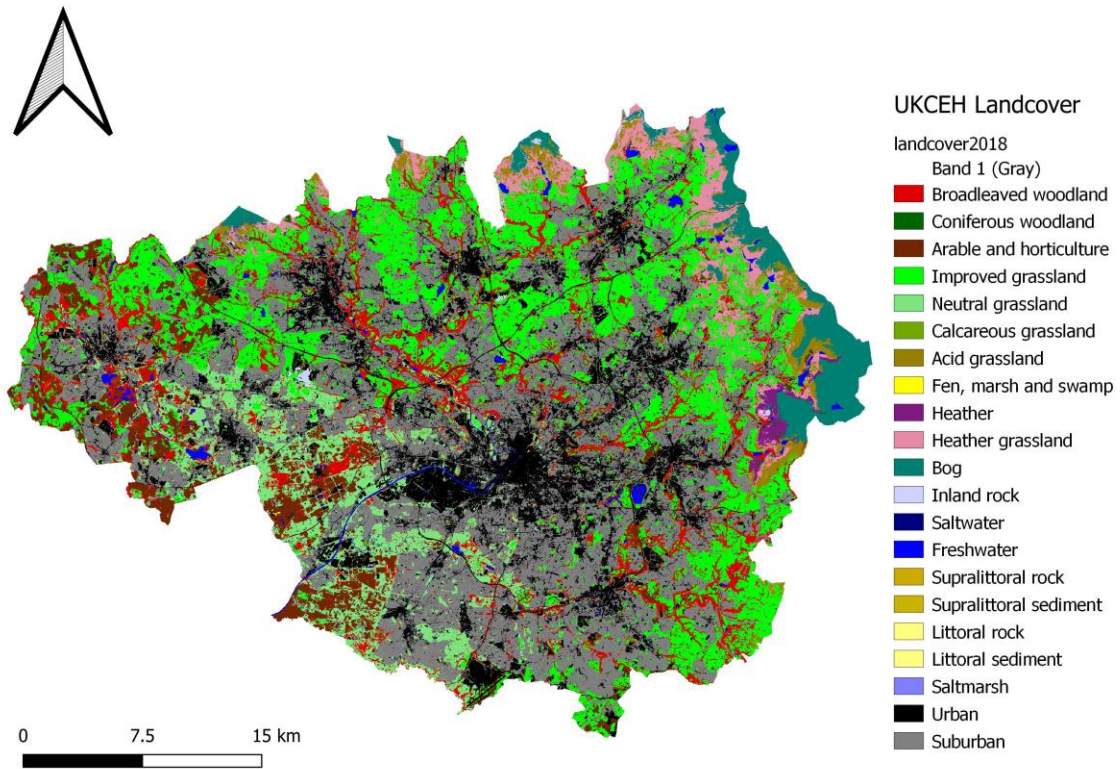 UKCEH Landcover
landcover2018
Band 1 (Gray)
Broadleaved woodland
Coniferous woodland
Arable and horticulture
Improved grassland
Neutral grassland
Calcareous grassland
Acid grassland
Fen, marsh and swamp
Heather
Heather grassland
Bog
Inland rock
Saltwater
Freshwater
Supralittoral rock
Supralittoral sediment
Littoral rock
Littoral sediment
Saltmarsh
Urban
Suburban
0 7.5 15 km